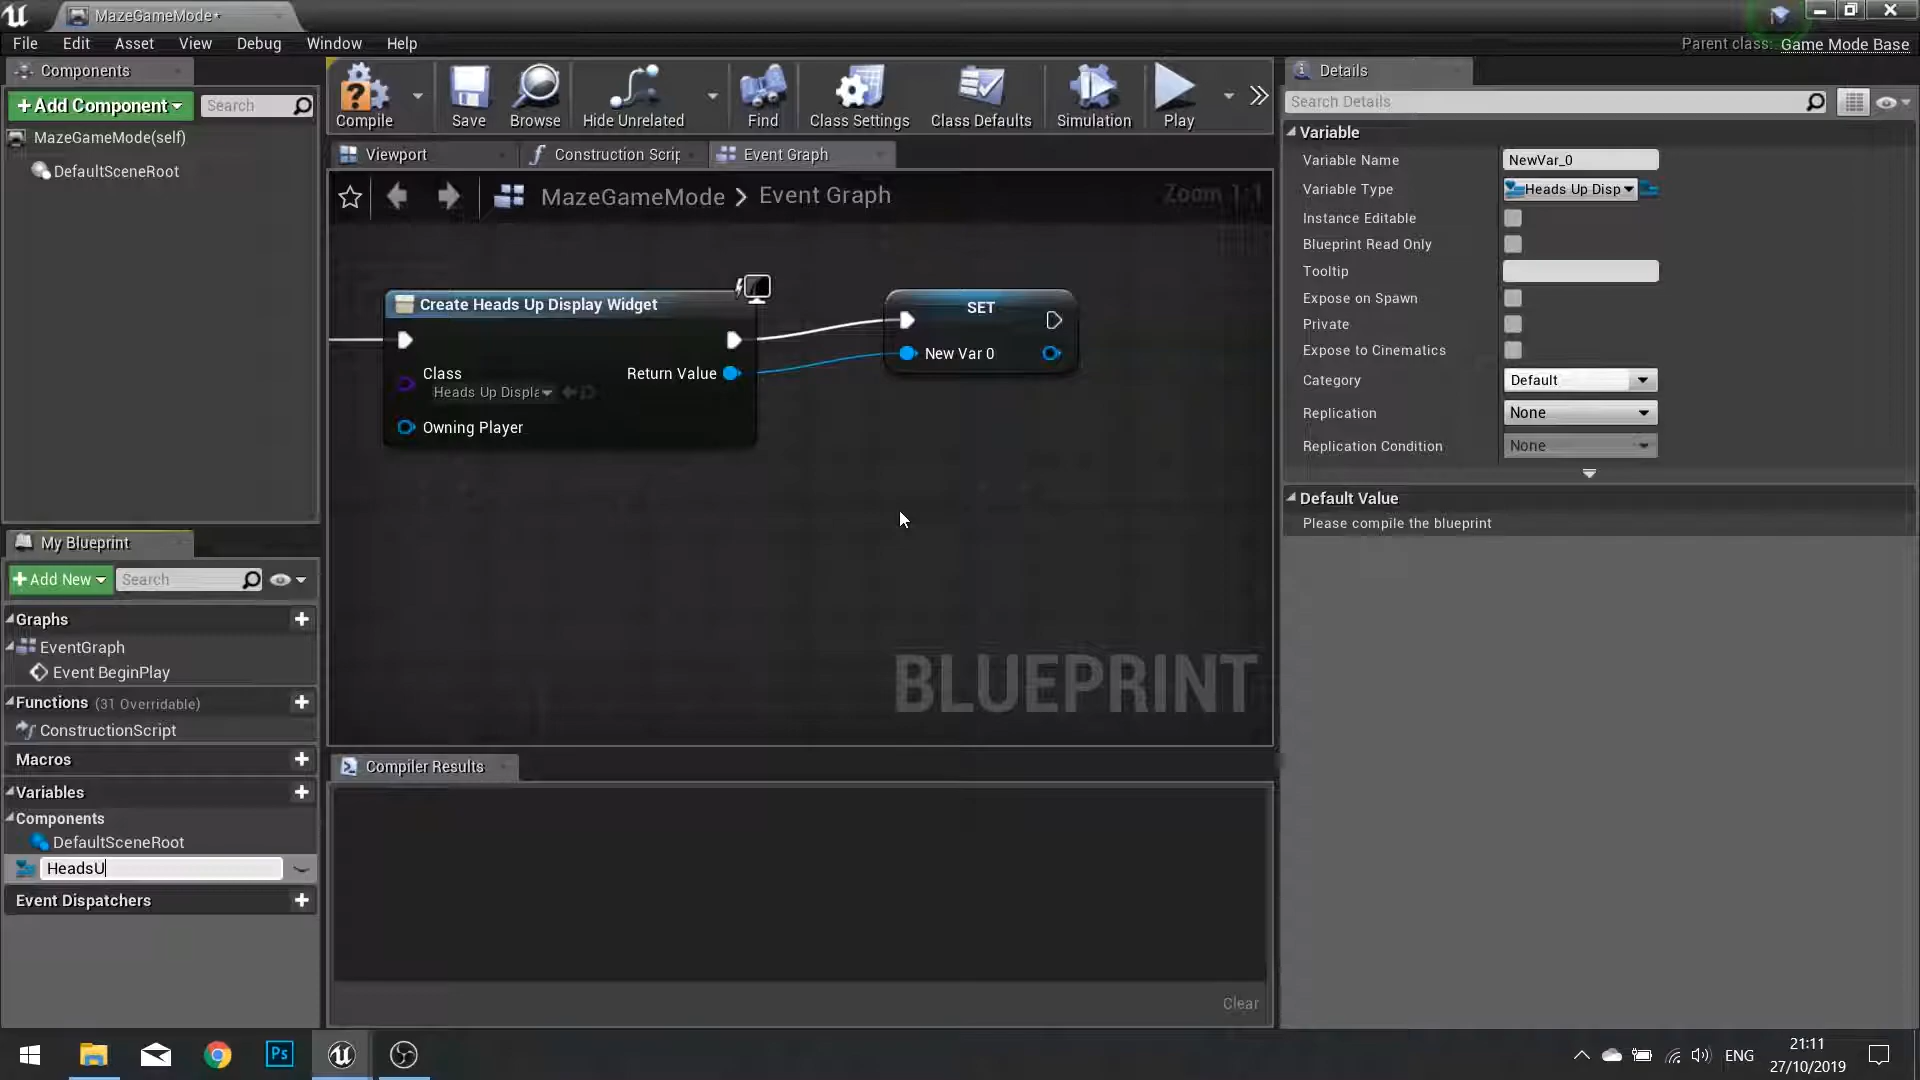 MazeGameMode*
File Edit Asset View Debug Window Help
Parent class: Game Mode Base
Components
+Add Component
Search
MazeGameMode(self)
DefaultSceneRoot
Compile
Save
Browse
Hide Unrelated
Find
Class Settings
Class Defaults
Simulation
Play
Viewport
Construction Scrip
Event Graph
MazeGameMode > Event Graph
Zoom 1:1
Create Heads Up Display Widget
Class
Heads Up Displa
Return Value
Owning Player
SET
New Var 0
BLUEPRINT
Compiler Results
Clear
My Blueprint
+Add New
Search
Graphs
EventGraph
Event BeginPlay
Functions (31 Overridable)
ConstructionScript
Macros
Variables
Components
DefaultSceneRoot
HeadsU
Event Dispatchers
Details
Search Details
Variable
Variable Name NewVar_0
Variable Type Heads Up Disp
Instance Editable
Blueprint Read Only
Tooltip
Expose on Spawn
Private
Expose to Cinematics
Category Default
Replication None
Replication Condition None
Default Value
Please compile the blueprint
Ps
ENG
21:11
27/10/2019